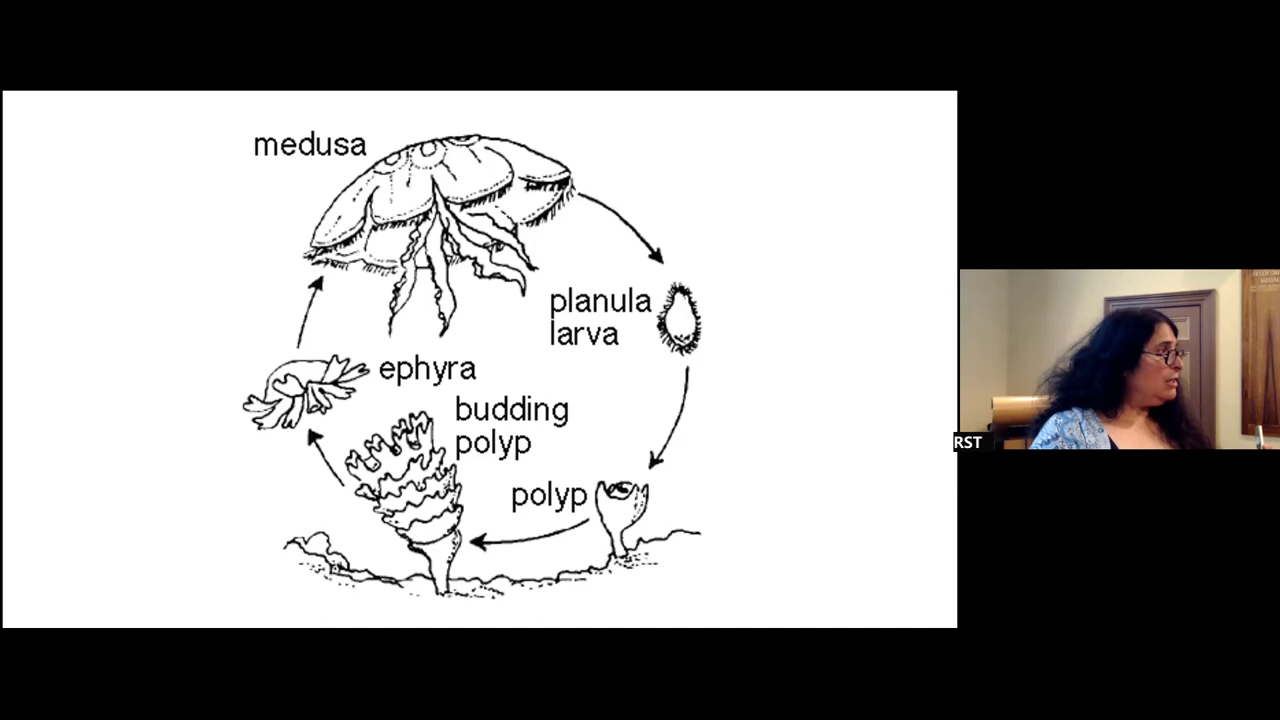 medusa
planula
larva
ephyra
budding
polyp
polyp
RST